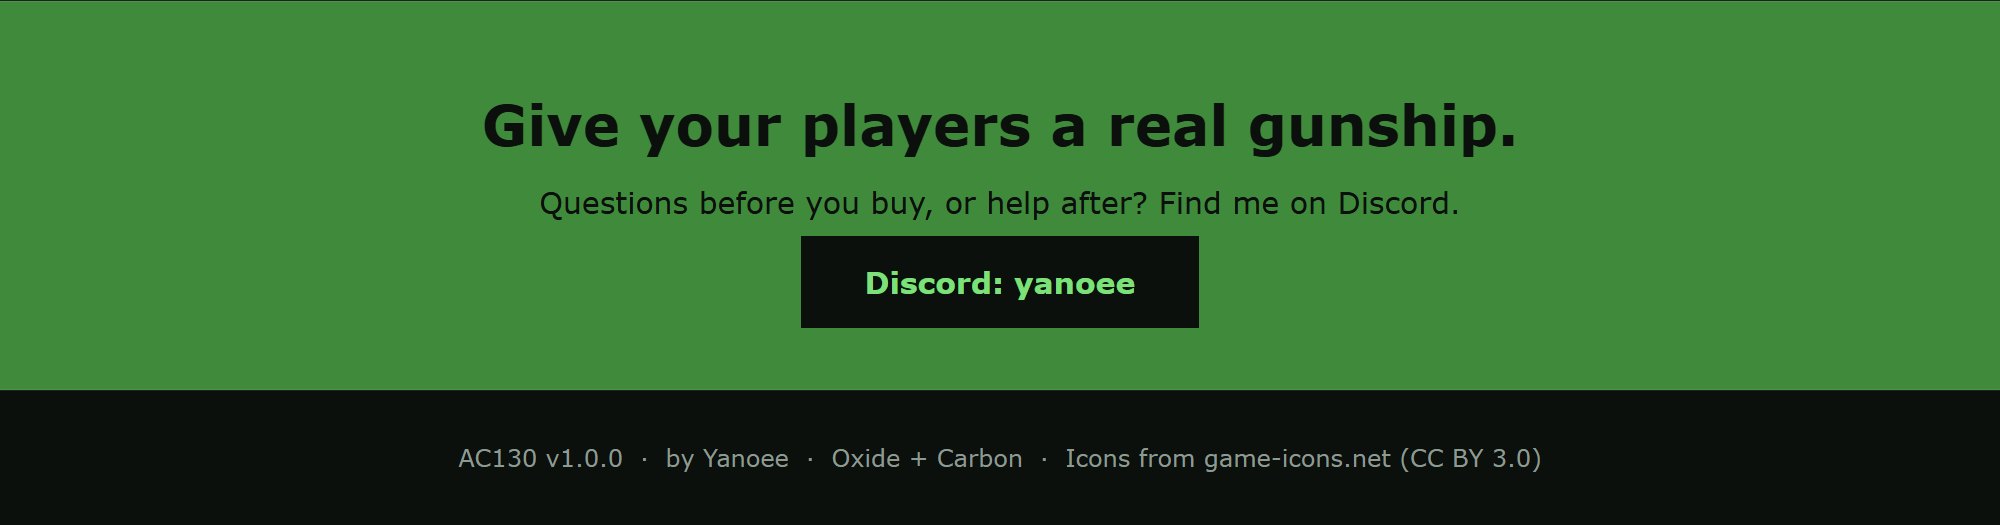 Give your players a real gunship.
Questions before you buy, or help after? Find me on Discord.
Discord: yanoee
AC130 v1.0.0 · by Yanoee · Oxide + Carbon · Icons from game-icons.net (CC BY 3.0)